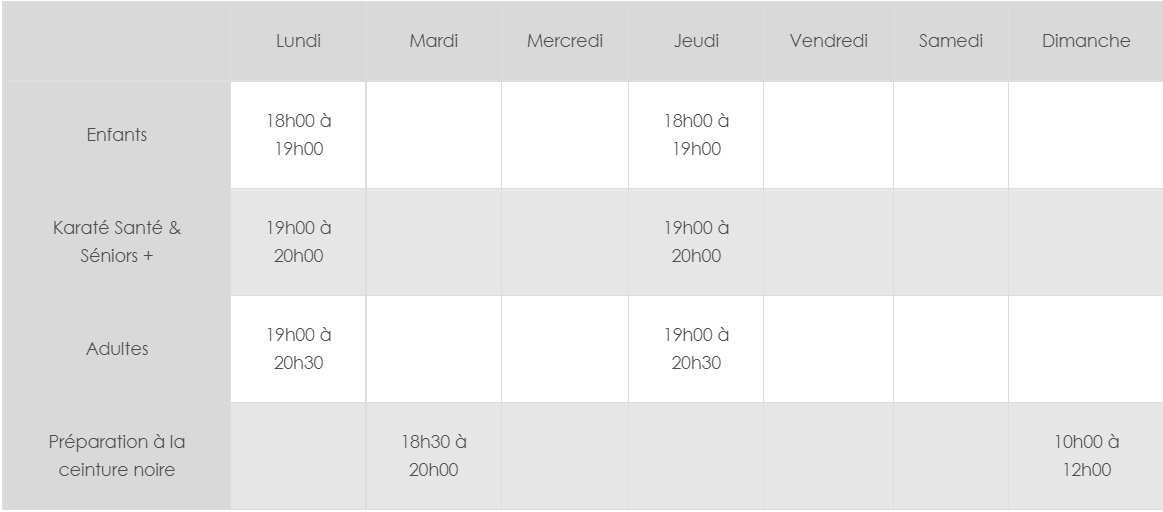 Lundi Mardi Mercredi Jeudi Vendredi Samedi Dimanche
Enfants
18h00 à
19h00
18h00 à
19h00
Karaté Santé &
Séniors +
19h00 à
20h00
19h00 à
20h00
Adultes
19h00 à
20h30
19h00 à
20h30
Préparation à la
ceinture noire
18h30 à
20h00
10h00 à
12h00